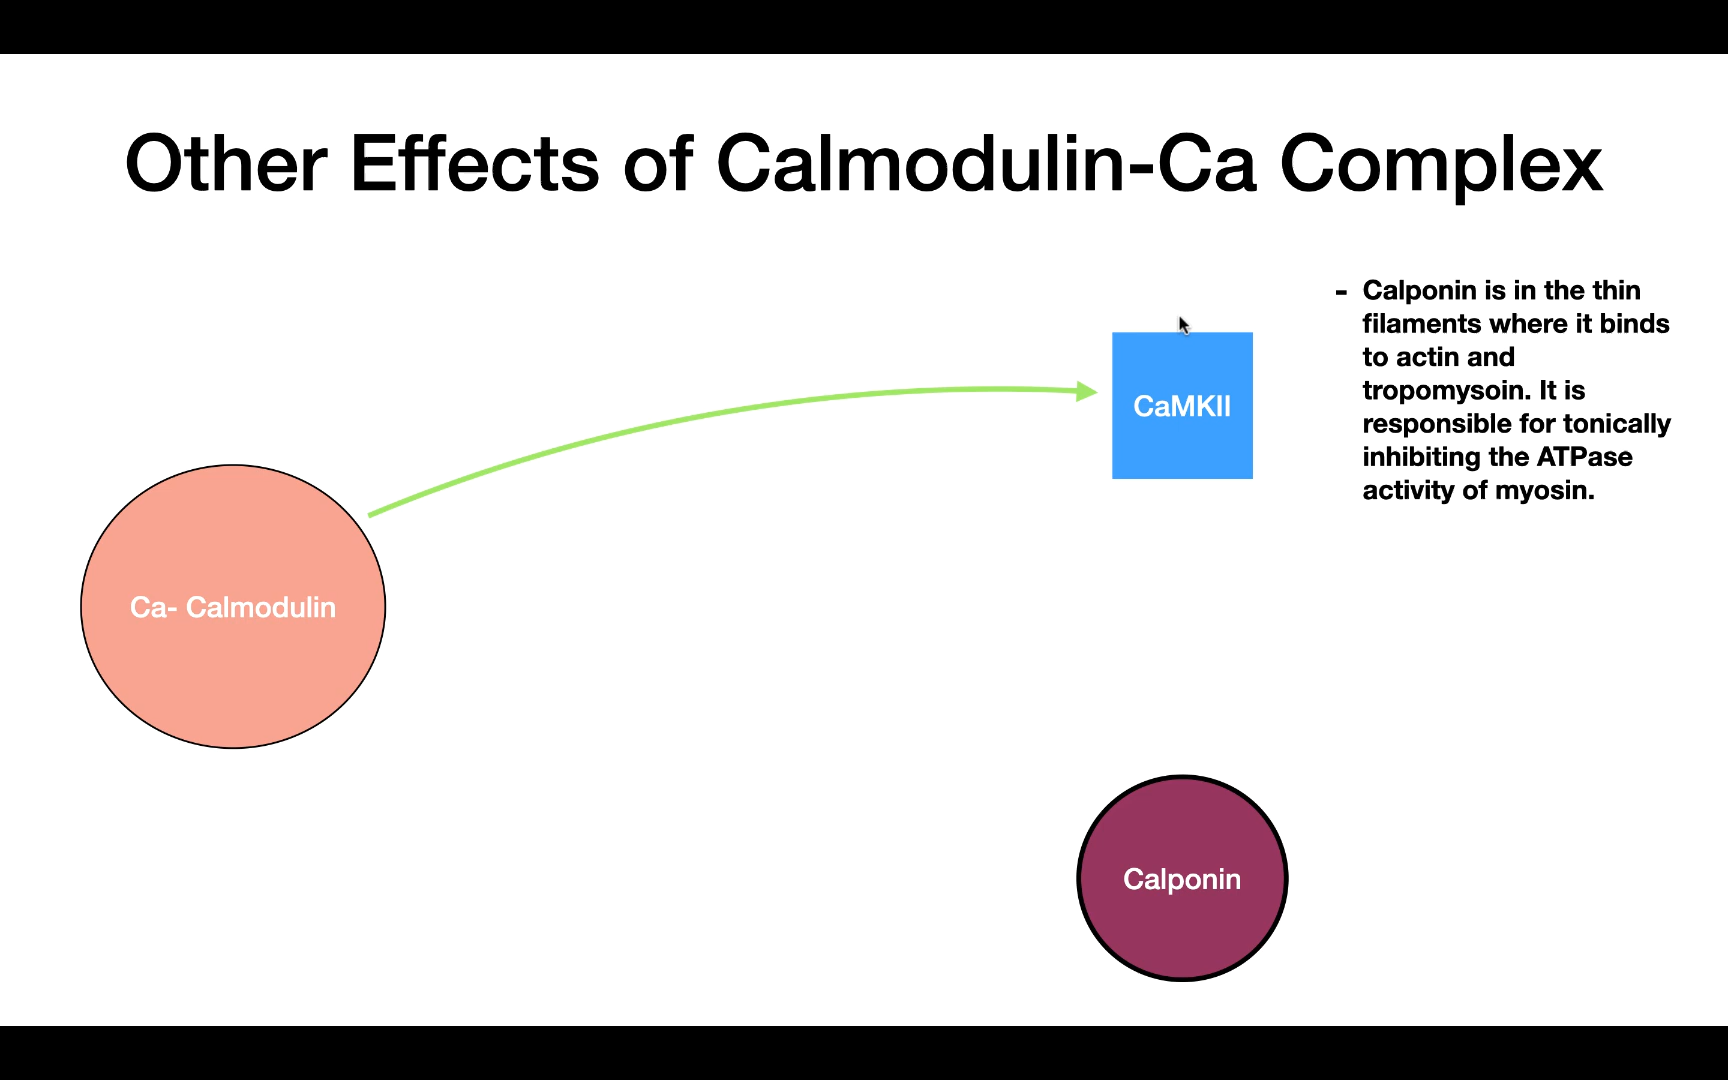 Other Effects of Calmodulin-Ca Complex
- Calponin is in the thin
filaments where it binds
to actin and
tropomysoin. It is
responsible for tonically
inhibiting the ATPase
activity of myosin.
CaMKII
Ca- Calmodulin
Calponin